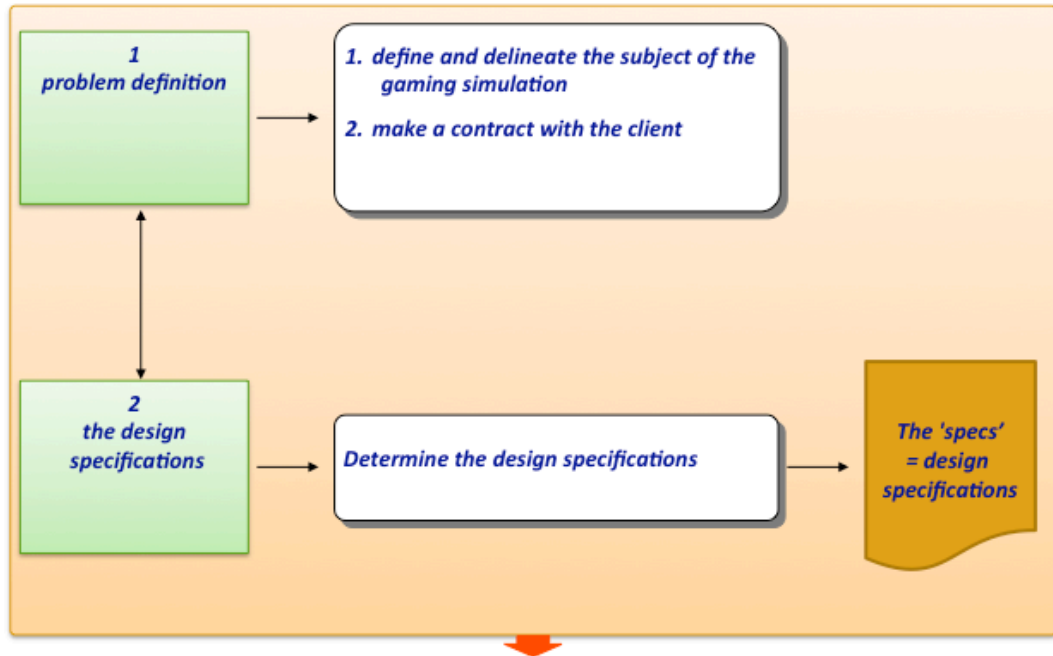 1
problem definition
1. define and delineate the subject of the
gaming simulation
2. make a contract with the client
2
the design
specifications
Determine the design specifications
The 'specs’
= design
specifications